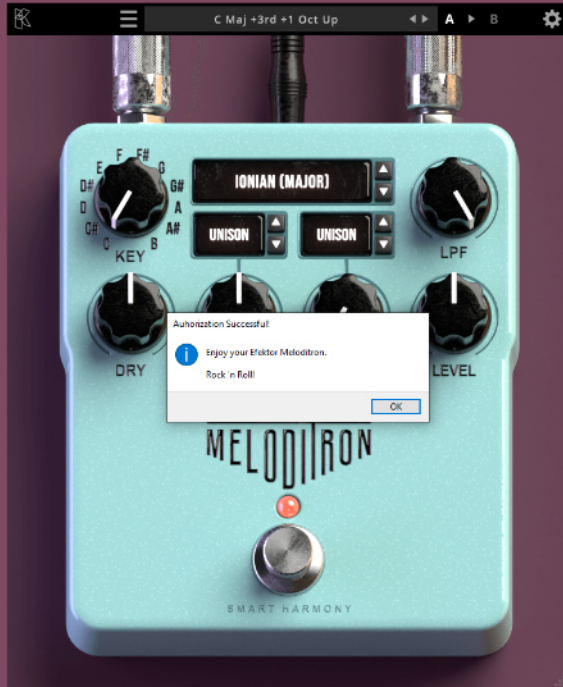 C Maj +3rd +1 Oct Up
A
B
F F#
E G
D# G#
D A
C# A#
C B
KEY
IONIAN (MAJOR)
UNISON
UNISON
LPF
DRY
LEVEL
Auhorization Successful!
Enjoy your Efektor Meloditron.
Rock 'n Roll!
OK
MELODITRON
SMART HARMONY